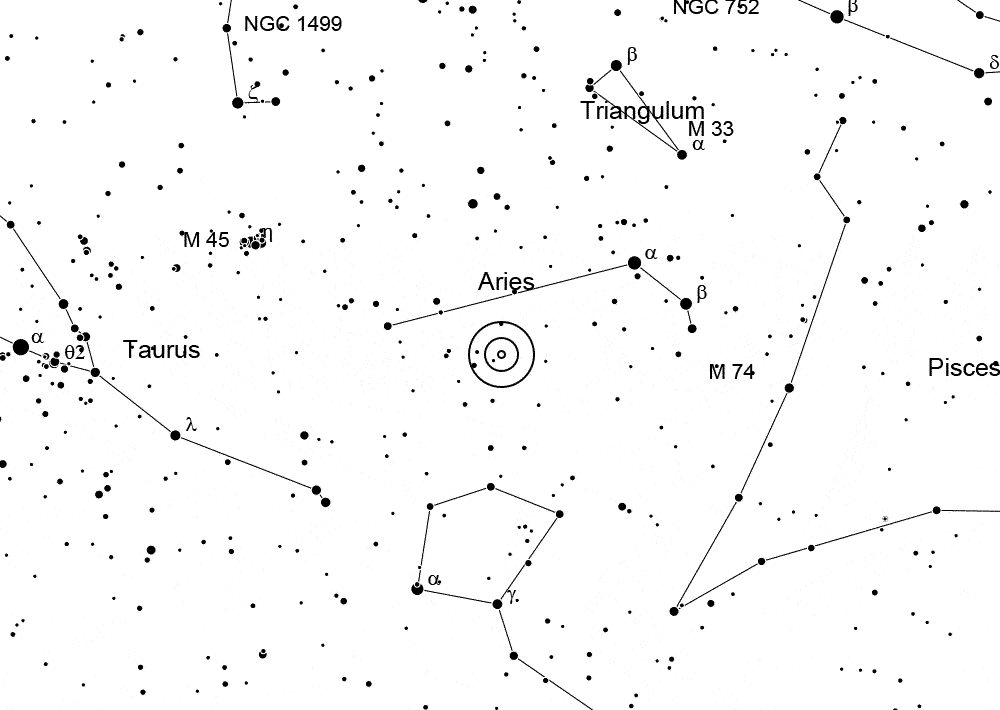 NGC 1499
NGC 752
β
δ
ζ
β
Triangulum
M 33
α
M 45
η
α
Aries
β
α
θ2
Taurus
M 74
Pisces
λ
α
γ